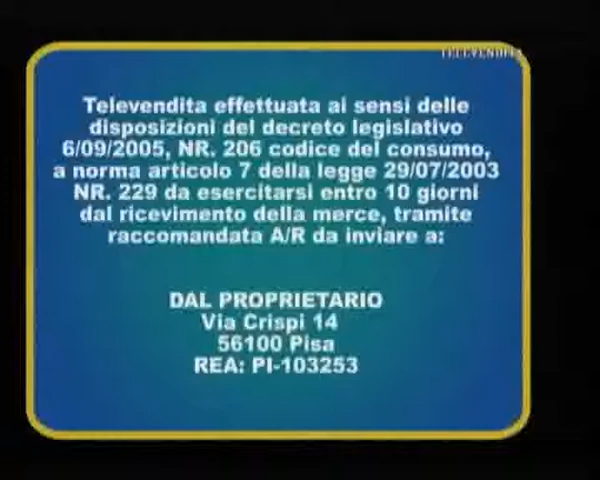 TELEVENDITA
Televendita effettuata ai sensi delle
disposizioni del decreto legislativo
6/09/2005, NR. 206 codice del consumo,
a norma articolo 7 della legge 29/07/2003
NR. 229 da esercitarsi entro 10 giorni
dal ricevimento della merce, tramite
raccomandata A/R da inviare a:
DAL PROPRIETARIO
Via Crispi 14
56100 Pisa
REA: PI-103253